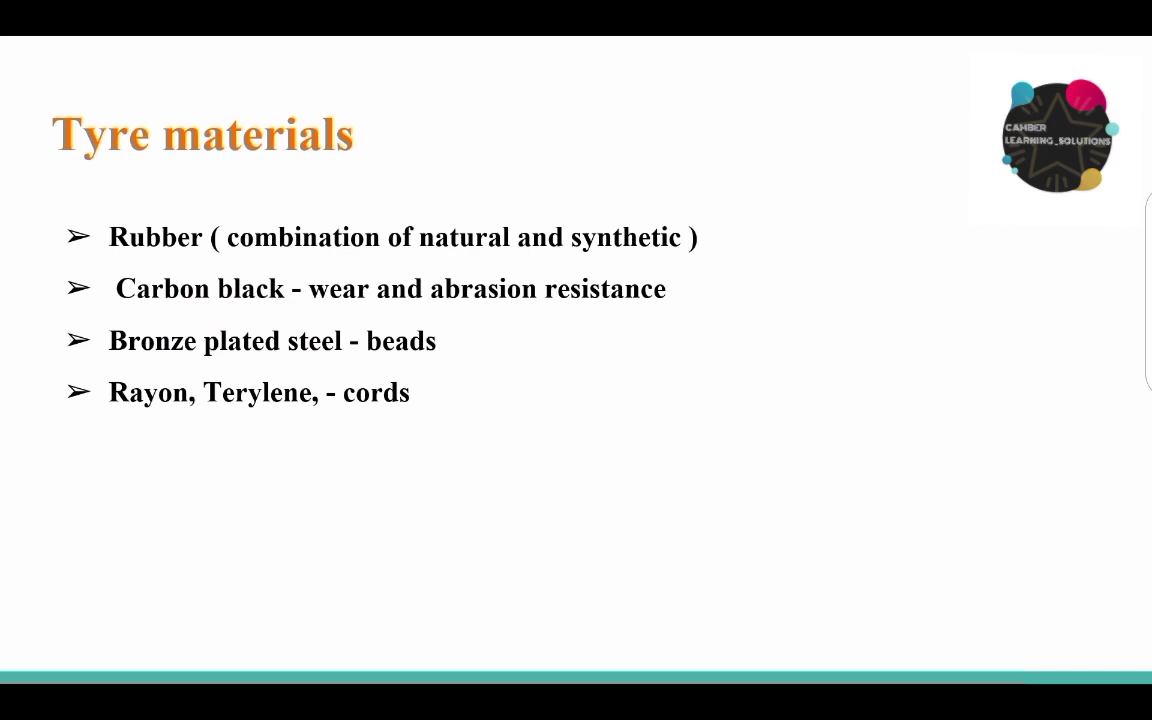 Tyre materials
CAMBER
LEARNING_SOLUTIONS
➢ Rubber ( combination of natural and synthetic )
➢ Carbon black - wear and abrasion resistance
➢ Bronze plated steel - beads
➢ Rayon, Terylene, - cords